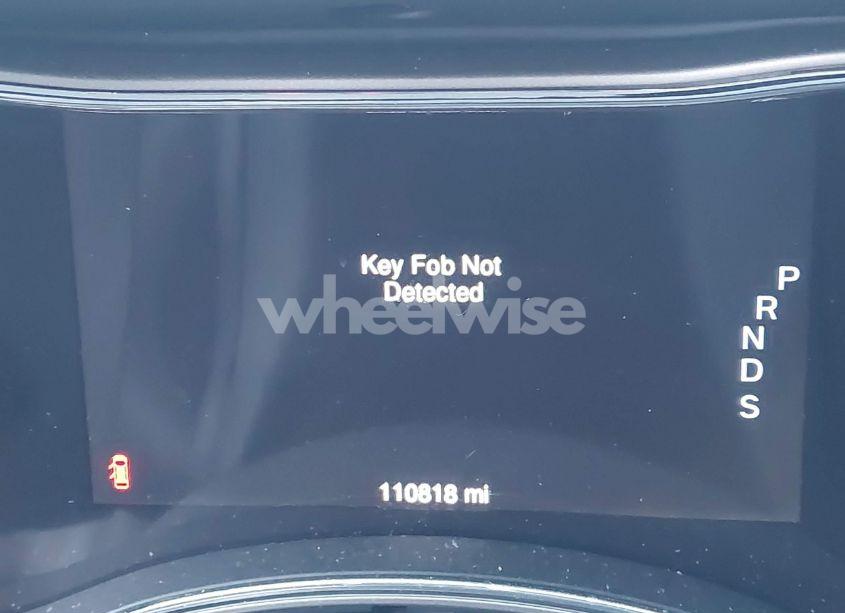 Key Fob Not
Detected
wheelwise
P
R
N
D
S
110818 mi